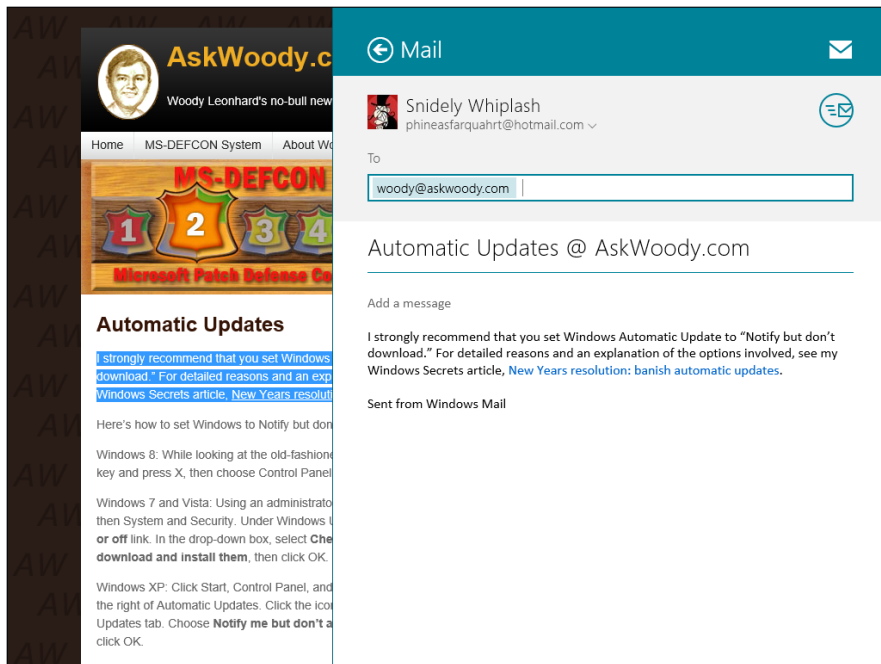 AskWoody.c
Woody Leonhard's no-bull new
Home MS-DEFCON System About Wo
MS-DEFCON
1 2 3 4
Microsoft Patch Defense Co
Automatic Updates
I strongly recommend that you set Windows
download." For detailed reasons and an exp
Windows Secrets article, New Years resoluti
Here's how to set Windows to Notify but don
Windows 8: While looking at the old-fashione
key and press X, then choose Control Panel
Windows 7 and Vista: Using an administrato
then System and Security. Under Windows U
or off link. In the drop-down box, select Che
download and install them, then click OK.
Windows XP: Click Start, Control Panel, and
the right of Automatic Updates. Click the icon
Updates tab. Choose Notify me but don't a
click OK.
Mail
Snidely Whiplash
phineasfarquahrt@hotmail.com
To
woody@askwoody.com
Automatic Updates @ AskWoody.com
Add a message
I strongly recommend that you set Windows Automatic Update to “Notify but don’t
download.” For detailed reasons and an explanation of the options involved, see my
Windows Secrets article, New Years resolution: banish automatic updates.
Sent from Windows Mail
AW